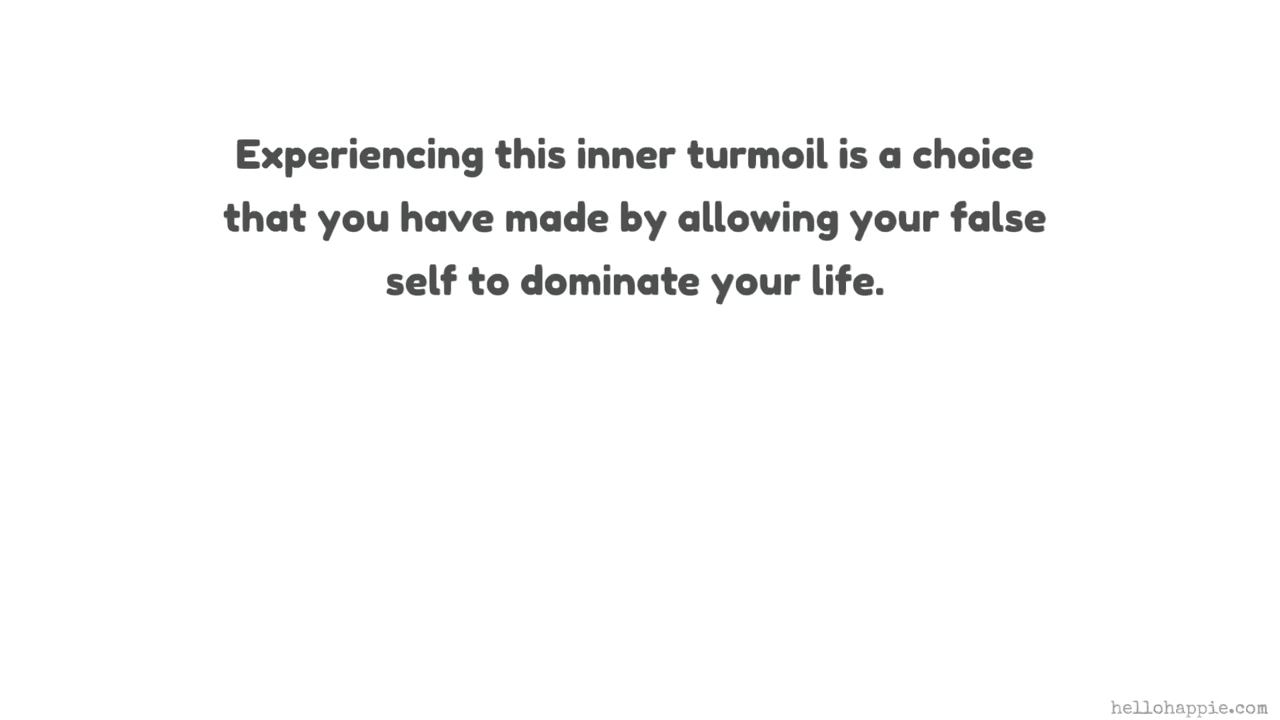 Experiencing this inner turmoil is a choice
that you have made by allowing your false
self to dominate your life.
hellohappie.com